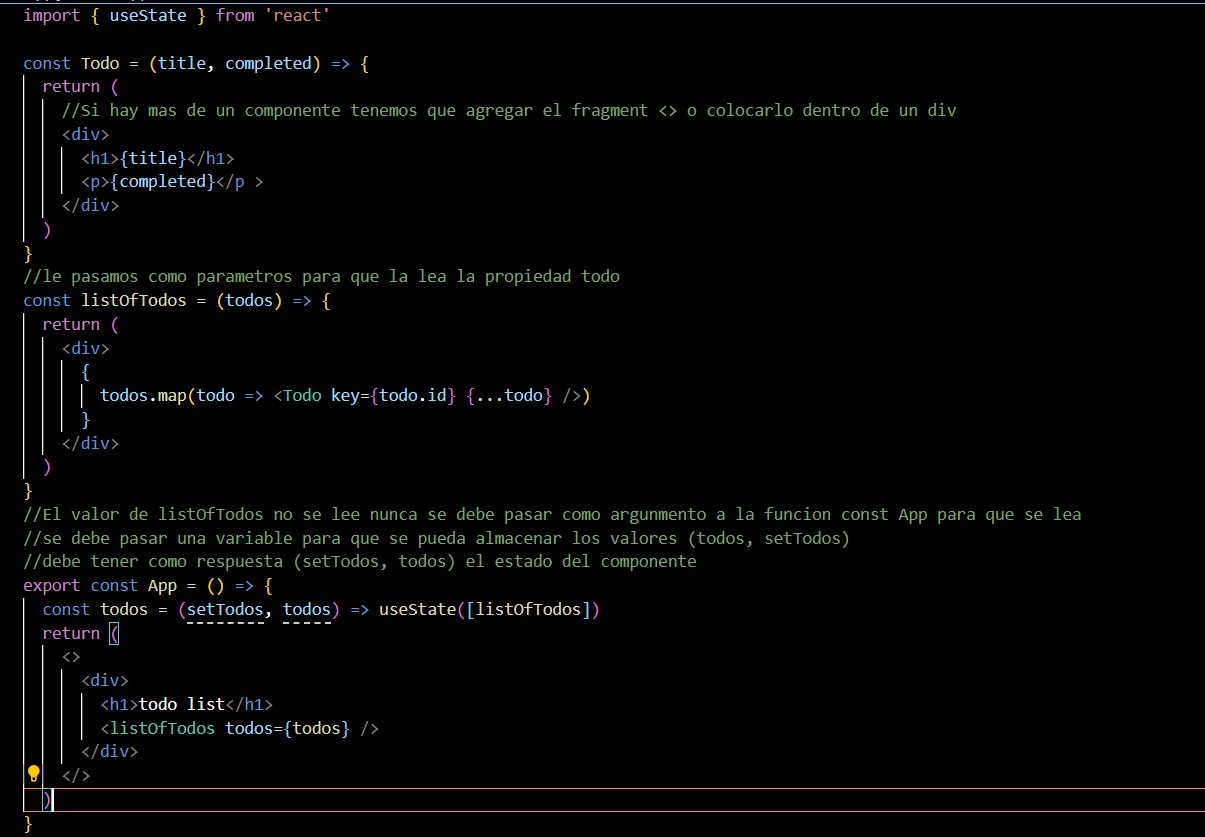 import { useState } from 'react'
const Todo = (title, completed) => {
return (
//Si hay mas de un componente tenemos que agregar el fragment <> o colocarlo dentro de un div
<div>
<h1>{title}</h1>
<p>{completed}</p >
</div>
)
}
//le pasamos como parametros para que la lea la propiedad todo
const listOfTodos = (todos) => {
return (
<div>
{
todos.map(todo => <Todo key={todo.id} {...todo} />)
}
</div>
)
}
//El valor de listOfTodos no se lee nunca se debe pasar como argunmento a la funcion const App para que se lea
//se debe pasar una variable para que se pueda almacenar los valores (todos, setTodos)
//debe tener como respuesta (setTodos, todos) el estado del componente
export const App = () => {
const todos = (setTodos, todos) => useState([listOfTodos])
return (
<>
<div>
<h1>todo list</h1>
<listOfTodos todos={todos} />
</div>
</>
)
}